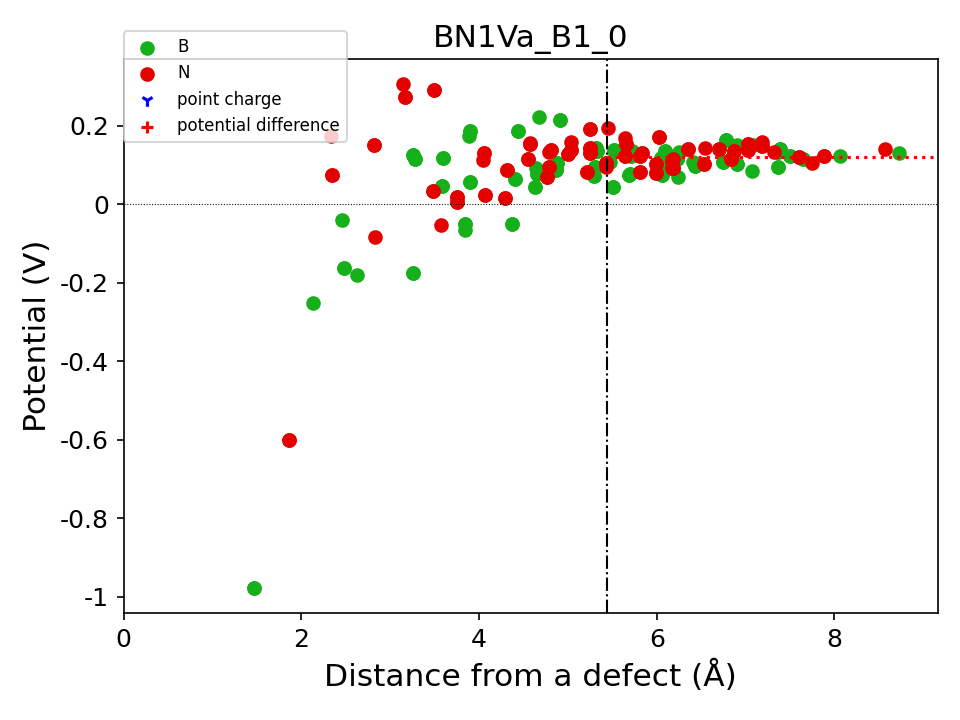 BN1Va_B1_0
B
N
point charge
potential difference
Potential (V)
0.2
0
-0.2
-0.4
-0.6
-0.8
-1
0 2 4 6 8
Distance from a defect (Å)